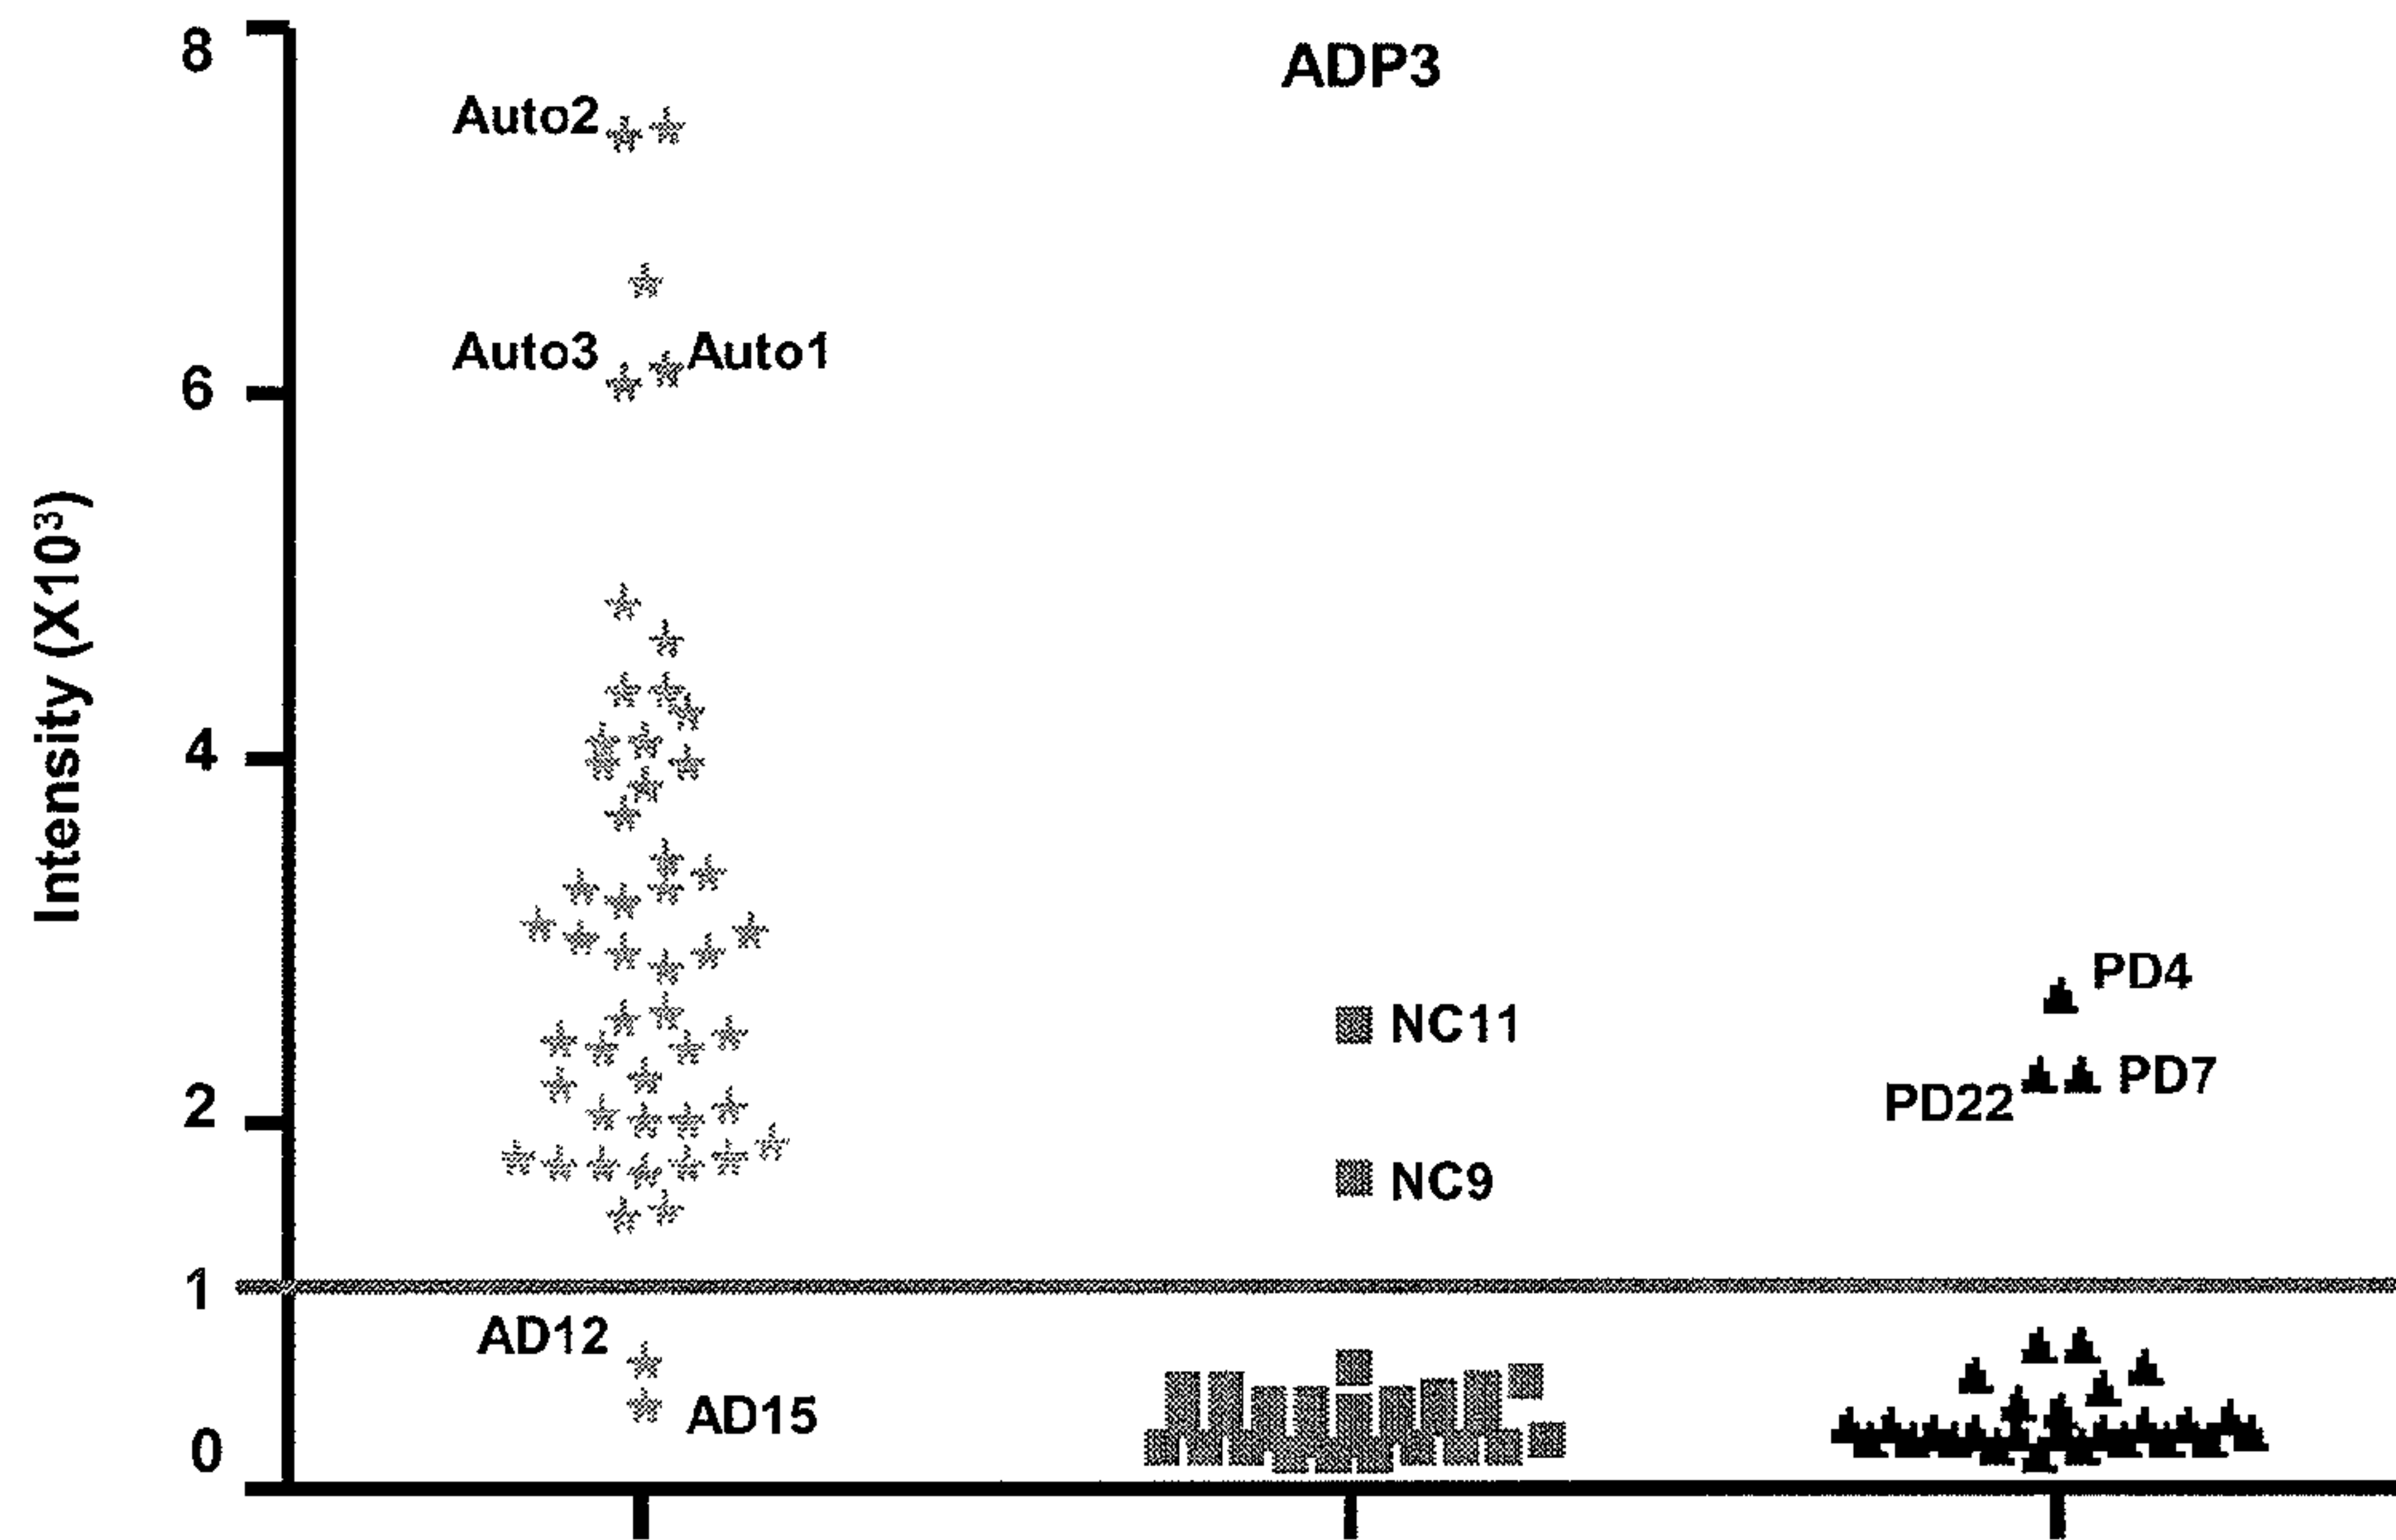 ADP3
8
6
4
2
1
0
Intensity (X10³)
Auto2
Auto3
Auto1
AD12
AD15
NC11
NC9
PD4
PD7
PD22